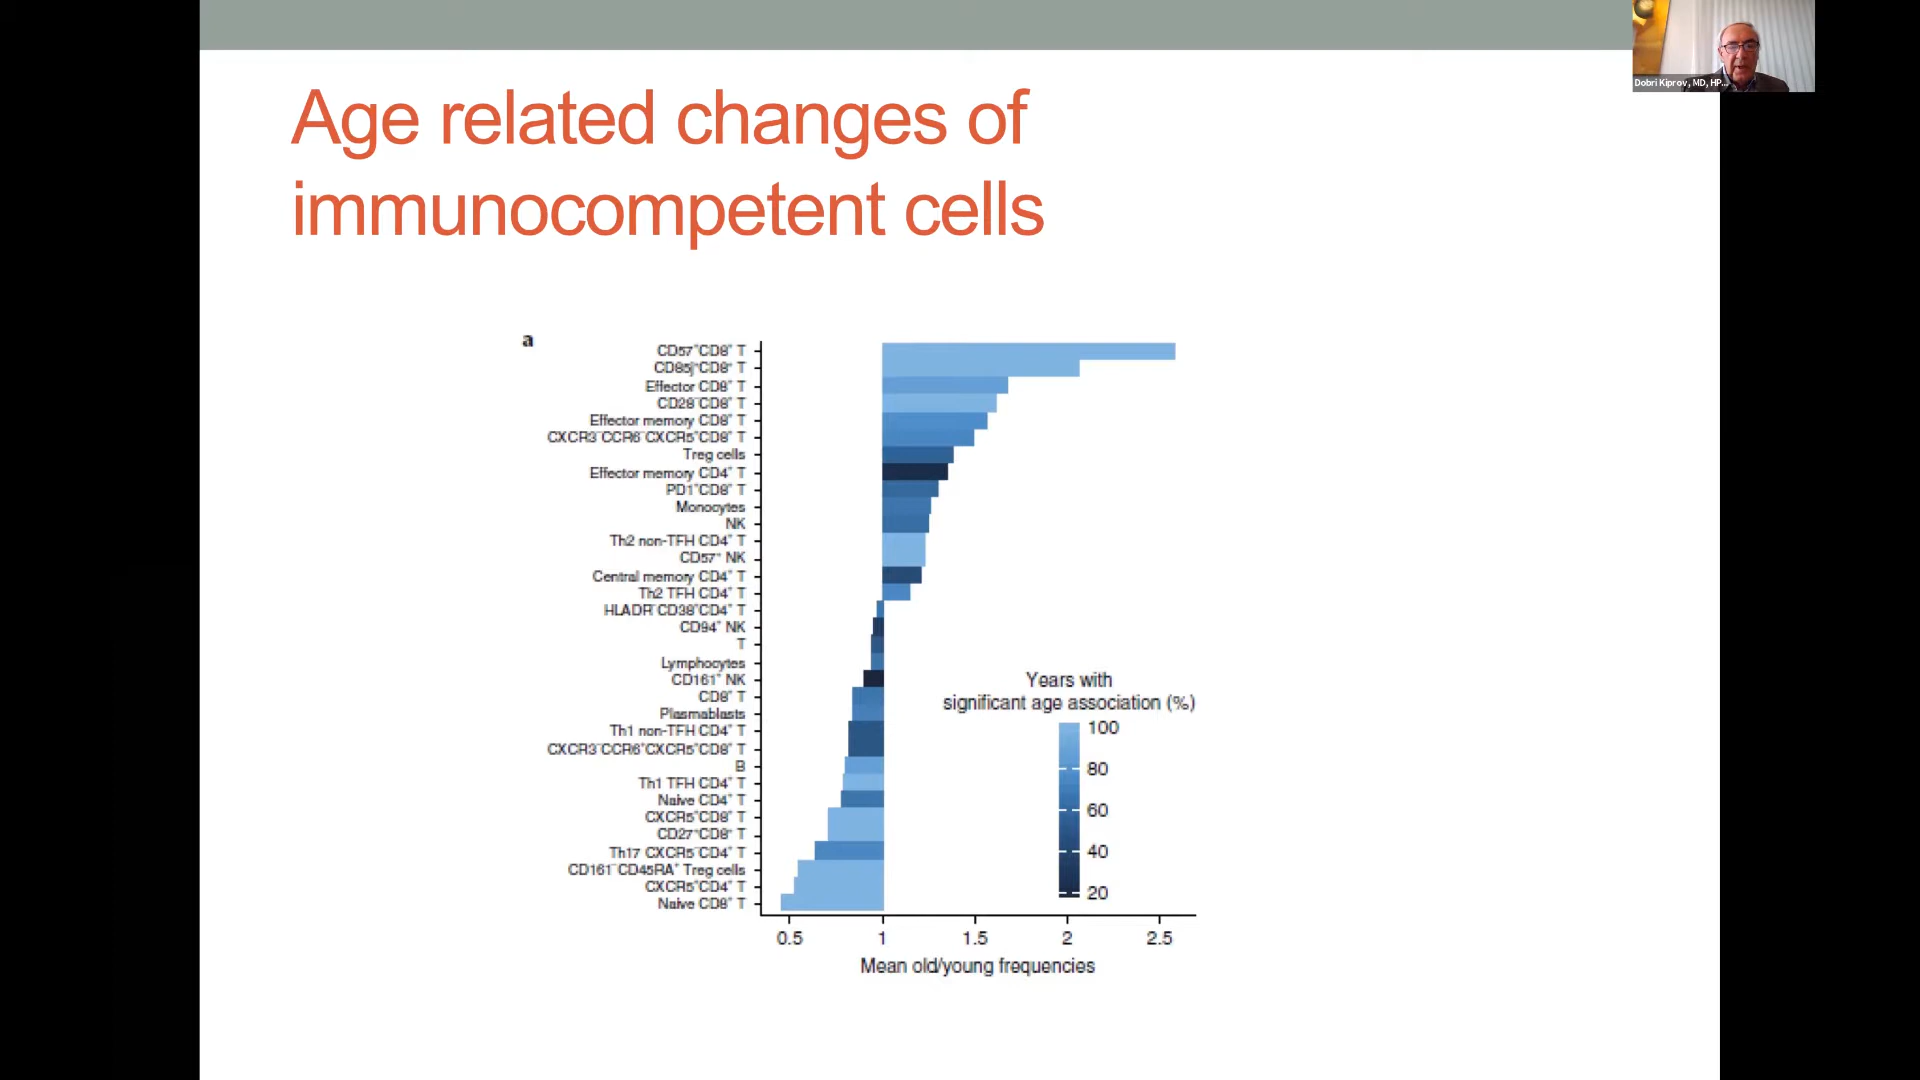 Dobri Kiprov, MD, HP...
Age related changes of
immunocompetent cells
a
CD57⁺CD8⁺ T
CD85j⁺CD8⁺ T
Effector CD8⁺ T
CD28⁻CD8⁺ T
Effector memory CD8⁺ T
CXCR3⁻CCR6⁻CXCR5⁺CD8⁺ T
Treg cells
Effector memory CD4⁺ T
PD1⁺CD8⁺ T
Monocytes
NK
Th2 non-TFH CD4⁺ T
CD57⁺ NK
Central memory CD4⁺ T
Th2 TFH CD4⁺ T
HLADR⁻CD38⁺CD4⁺ T
CD94⁺ NK
T
Lymphocytes
CD161⁺ NK
CD8⁺ T
Plasmablasts
Th1 non-TFH CD4⁺ T
CXCR3⁻CCR6⁺CXCR5⁺CD8⁺ T
B
Th1 TFH CD4⁺ T
Naive CD4⁺ T
CXCR5⁺CD8⁺ T
CD27⁺CD8⁺ T
Th17 CXCR5⁻CD4⁺ T
CD161⁻CD45RA⁺ Treg cells
CXCR5⁺CD4⁺ T
Naive CD8⁺ T
0.5 1 1.5 2 2.5
Mean old/young frequencies
Years with
significant age association (%)
100
80
60
40
20